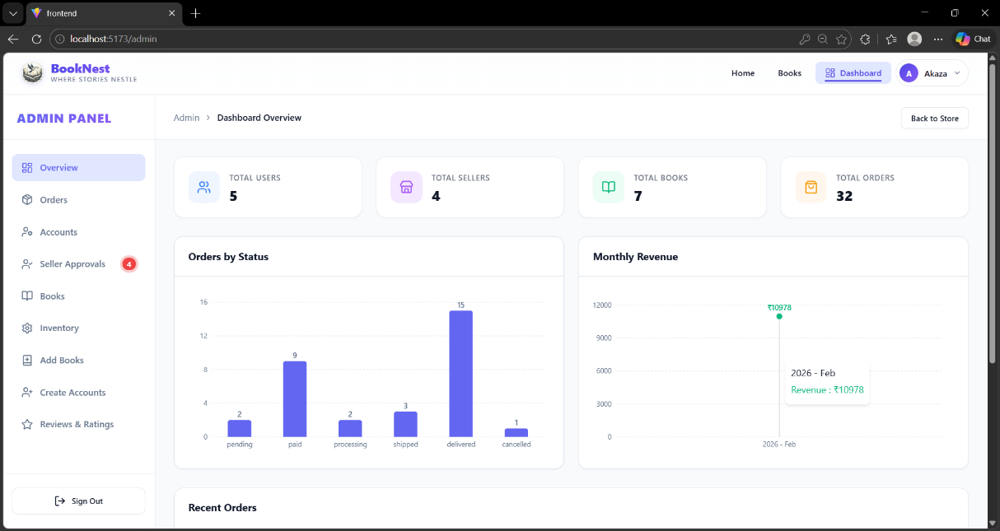 frontend
localhost:5173/admin
Chat
BookNest
WHERE STORIES NESTLE
Home
Books
Dashboard
A
Akaza
ADMIN PANEL
Admin > Dashboard Overview
Back to Store
Overview
Orders
Accounts
Seller Approvals 4
Books
Inventory
Add Books
Create Accounts
Reviews & Ratings
Sign Out
TOTAL USERS
5
TOTAL SELLERS
4
TOTAL BOOKS
7
TOTAL ORDERS
32
Orders by Status
16
12
8
4
0
2
9
2
3
15
1
pending
paid
processing
shipped
delivered
cancelled
Monthly Revenue
12000
9000
6000
3000
0
₹10978
2026 - Feb
Revenue : ₹10978
2026 - Feb
Recent Orders